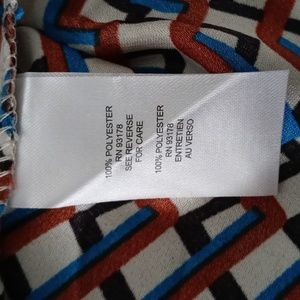 100% POLYESTER
RN 93178
SEE REVERSE
FOR CARE
100% POLYESTER
RN 93178
ENTRETIEN
AU VERSO